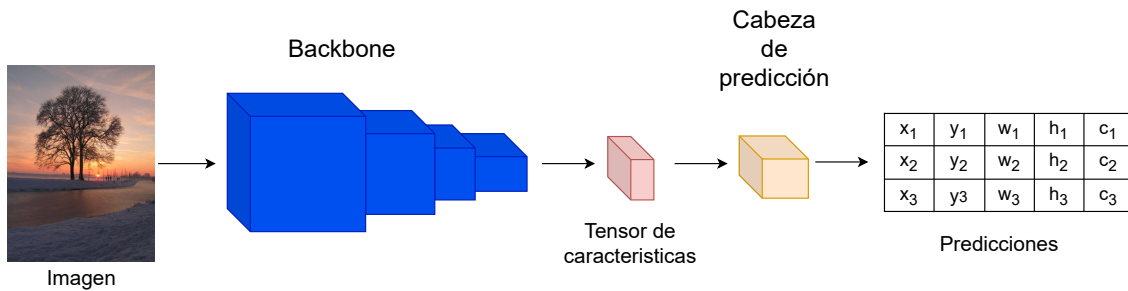 Backbone
Cabeza
de
predicción
Imagen
Tensor de
caracteristicas
x1 y1 w1 h1 c1
x2 y2 w2 h2 c2
x3 y3 w3 h3 c3
Predicciones